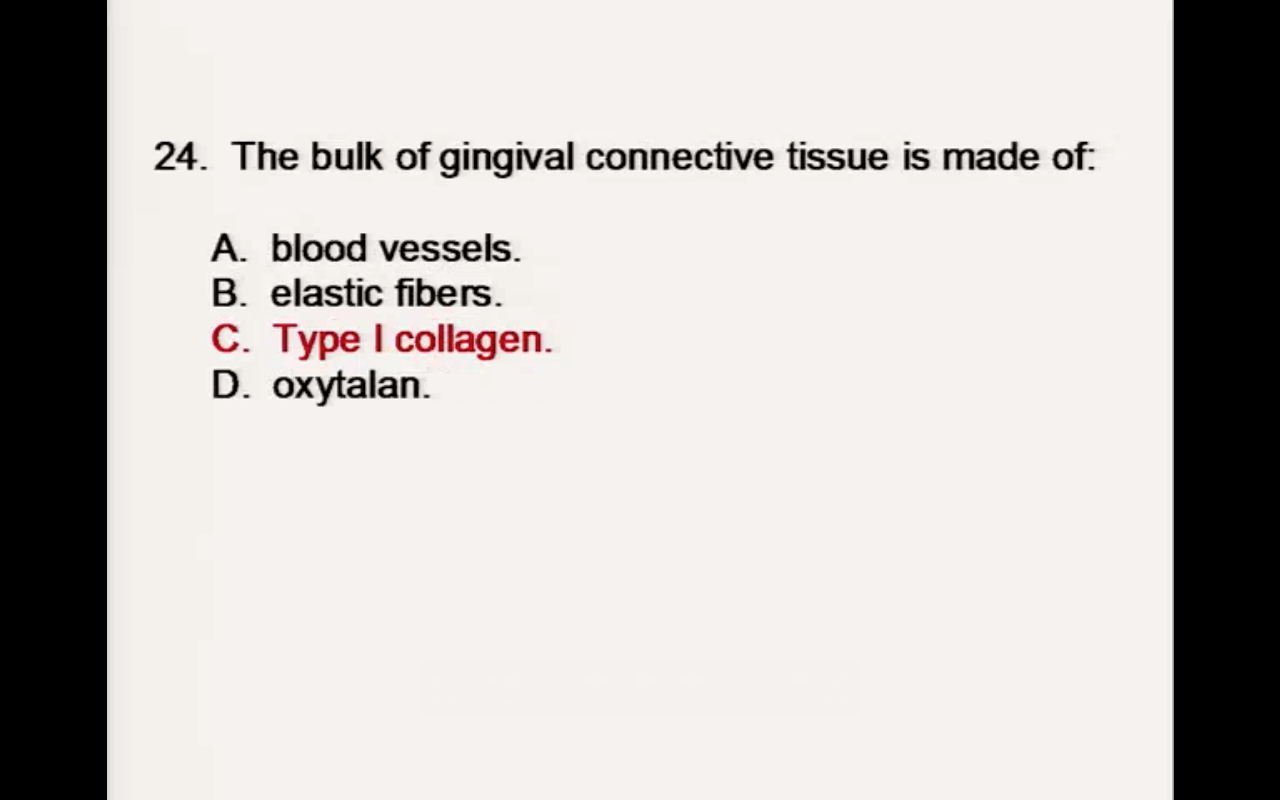 24. The bulk of gingival connective tissue is made of:
A. blood vessels.
B. elastic fibers.
C. Type I collagen.
D. oxytalan.